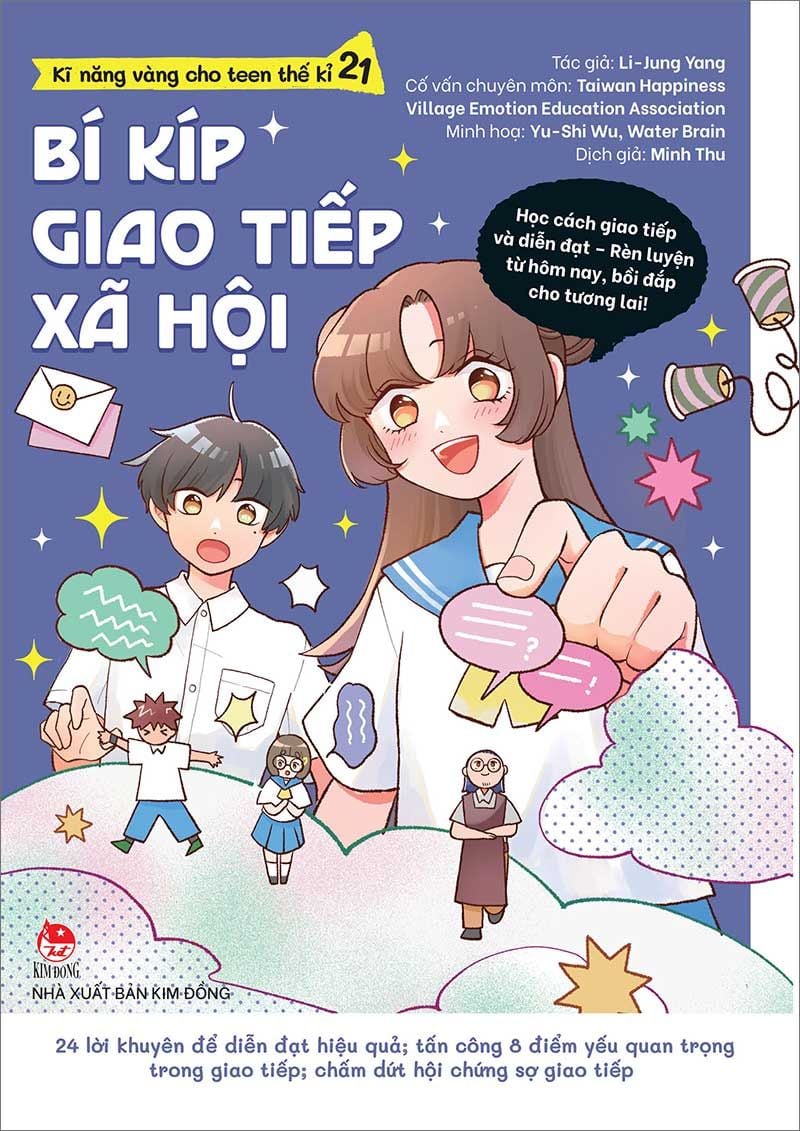 Kĩ năng vàng cho teen thế kỉ 21
Tác giả: Li-Jung Yang
Cố vấn chuyên môn: Taiwan Happiness
Village Emotion Education Association
Minh hoạ: Yu-Shi Wu, Water Brain
Dịch giả: Minh Thu
BÍ KÍP
GIAO TIẾP
XÃ HỘI
Học cách giao tiếp
và diễn đạt – Rèn luyện
từ hôm nay, bồi đắp
cho tương lai!
?
!
KIM ĐỒNG
NHÀ XUẤT BẢN KIM ĐỒNG
24 lời khuyên để diễn đạt hiệu quả; tấn công 8 điểm yếu quan trọng
trong giao tiếp; chấm dứt hội chứng sợ giao tiếp